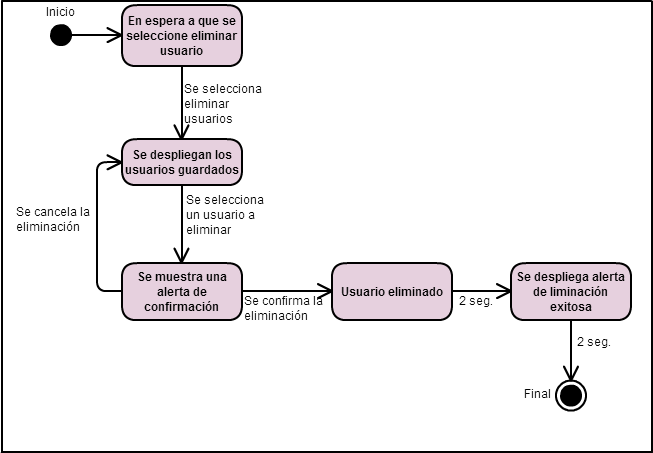 Inicio
En espera a que se
seleccione eliminar
usuario
Se selecciona
eliminar
usuarios
Se despliegan los
usuarios guardados
Se cancela la
eliminación
Se selecciona
un usuario a
eliminar
Se muestra una
alerta de
confirmación
Se confirma la
eliminación
Usuario eliminado
2 seg.
Se despliega alerta
de liminación
exitosa
2 seg.
Final